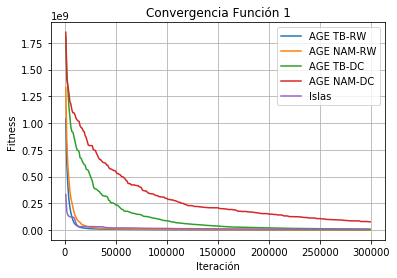 Convergencia Función 1
1e9
1.75
1.50
1.25
1.00
0.75
0.50
0.25
0.00
Fitness
AGE TB-RW
AGE NAM-RW
AGE TB-DC
AGE NAM-DC
Islas
0 50000 100000 150000 200000 250000 300000
Iteración